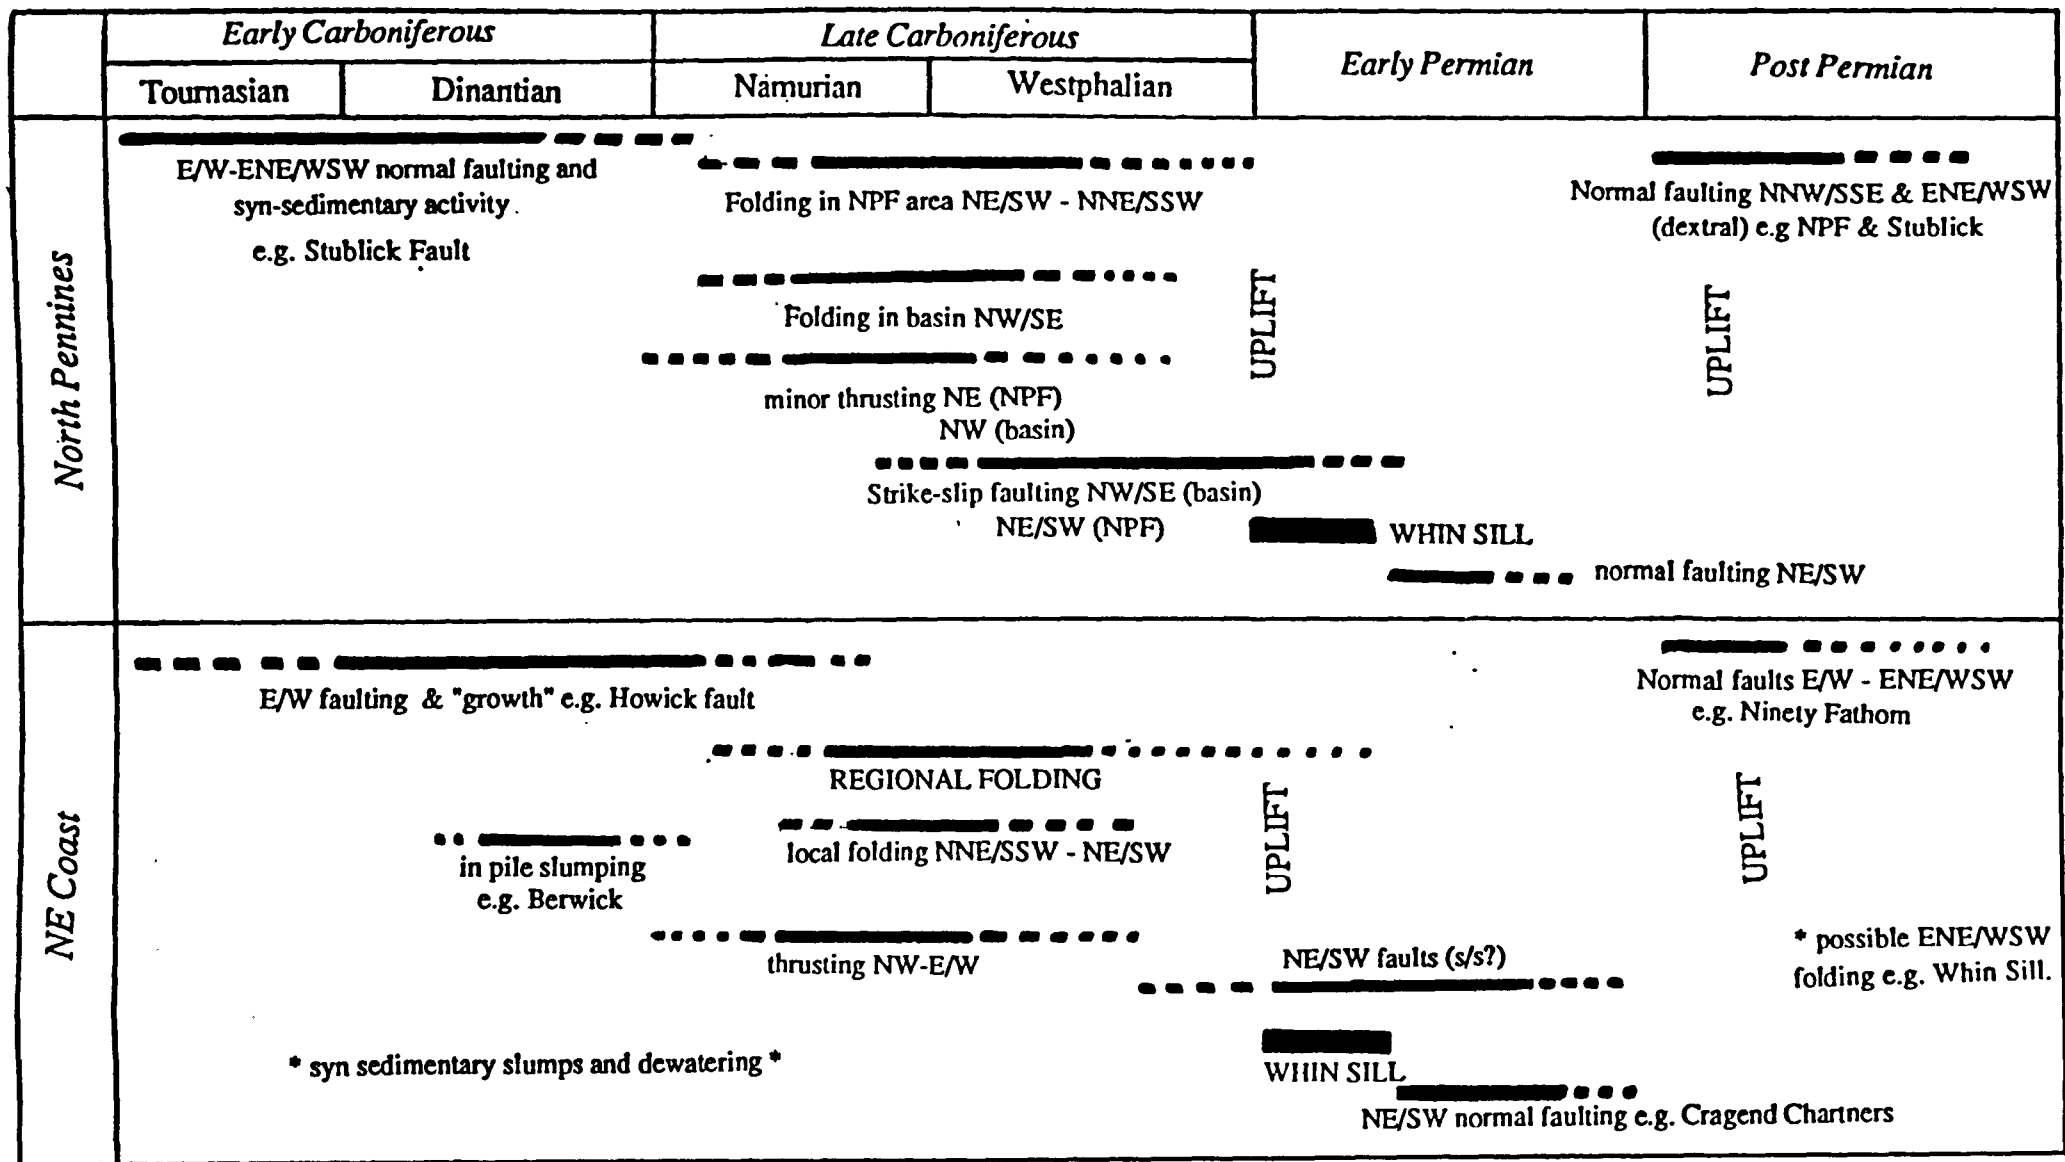 Early Carboniferous
Late Carboniferous
Early Permian
Post Permian
Tournasian
Dinantian
Namurian
Westphalian
North Pennines
E/W-ENE/WSW normal faulting and
syn-sedimentary activity.
e.g. Stublick Fault
Folding in NPF area NE/SW - NNE/SSW
Normal faulting NNW/SSE & ENE/WSW
(dextral) e.g NPF & Stublick
Folding in basin NW/SE
UPLIFT
UPLIFT
minor thrusting NE (NPF)
NW (basin)
Strike-slip faulting NW/SE (basin)
NE/SW (NPF)
WHIN SILL
normal faulting NE/SW
NE Coast
E/W faulting & "growth" e.g. Howick fault
Normal faults E/W - ENE/WSW
e.g. Ninety Fathom
REGIONAL FOLDING
UPLIFT
UPLIFT
in pile slumping
e.g. Berwick
local folding NNE/SSW - NE/SW
thrusting NW-E/W
NE/SW faults (s/s?)
* possible ENE/WSW
folding e.g. Whin Sill.
* syn sedimentary slumps and dewatering *
WHIN SILL
NE/SW normal faulting e.g. Cragend Chartners